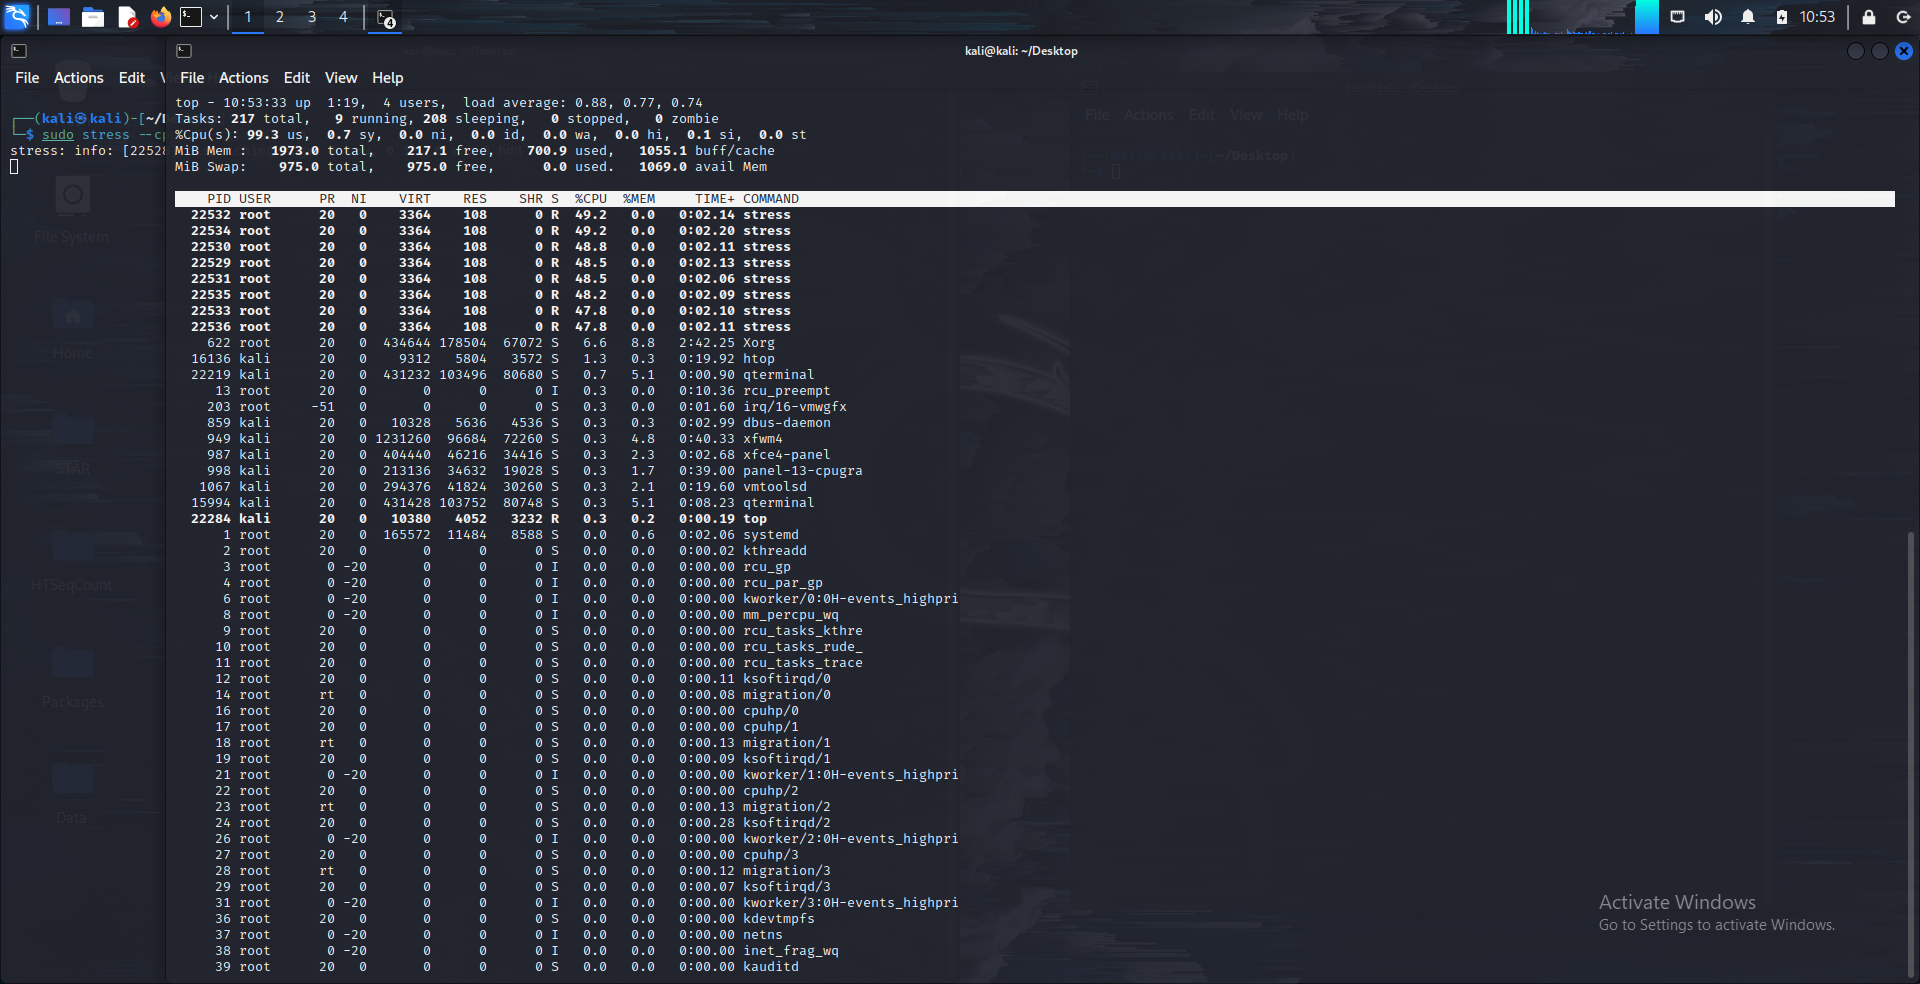 1 2 3 4 4 10:53
kali@kali: ~/Desktop
File Actions Edit V
File Actions Edit View Help
(kali㉿kali)-[~/D
$ sudo stress --cp
stress: info: [22528
top - 10:53:33 up  1:19,  4 users,  load average: 0.88, 0.77, 0.74
Tasks: 217 total,   9 running, 208 sleeping,   0 stopped,   0 zombie
%Cpu(s): 99.3 us,  0.7 sy,  0.0 ni,  0.0 id,  0.0 wa,  0.0 hi,  0.1 si,  0.0 st
MiB Mem :   1973.0 total,    217.1 free,    700.9 used,   1055.1 buff/cache
MiB Swap:    975.0 total,    975.0 free,      0.0 used.   1069.0 avail Mem
PID USER      PR  NI    VIRT    RES    SHR S  %CPU  %MEM     TIME+ COMMAND
22532 root      20   0    3364    108      0 R  49.2   0.0   0:02.14 stress
22534 root      20   0    3364    108      0 R  49.2   0.0   0:02.20 stress
22530 root      20   0    3364    108      0 R  48.8   0.0   0:02.11 stress
22529 root      20   0    3364    108      0 R  48.5   0.0   0:02.13 stress
22531 root      20   0    3364    108      0 R  48.5   0.0   0:02.06 stress
22535 root      20   0    3364    108      0 R  48.2   0.0   0:02.09 stress
22533 root      20   0    3364    108      0 R  47.8   0.0   0:02.10 stress
22536 root      20   0    3364    108      0 R  47.8   0.0   0:02.11 stress
622 root      20   0  434644 178504  67072 S   6.6   8.8   2:42.25 Xorg
16136 kali      20   0    9312   5804   3572 S   1.3   0.3   0:19.92 htop
22219 kali      20   0  431232 103496  80680 S   0.7   5.1   0:00.90 qterminal
13 root      20   0       0      0      0 I   0.3   0.0   0:10.36 rcu_preempt
203 root     -51   0       0      0      0 S   0.3   0.0   0:01.60 irq/16-vmwgfx
859 kali      20   0   10328   5636   4536 S   0.3   0.3   0:02.99 dbus-daemon
949 kali      20   0 1231260  96684  72260 S   0.3   4.8   0:40.33 xfwm4
987 kali      20   0  404440  46216  34416 S   0.3   2.3   0:02.68 xfce4-panel
998 kali      20   0  213136  34632  19028 S   0.3   1.7   0:39.00 panel-13-cpugra
1067 kali      20   0  294376  41824  30260 S   0.3   2.1   0:19.60 vmtoolsd
15994 kali      20   0  431428 103752  80748 S   0.3   5.1   0:08.23 qterminal
22284 kali      20   0   10380   4052   3232 R   0.3   0.2   0:00.19 top
1 root      20   0  165572  11484   8588 S   0.0   0.6   0:02.06 systemd
2 root      20   0       0      0      0 S   0.0   0.0   0:00.02 kthreadd
3 root       0 -20       0      0      0 I   0.0   0.0   0:00.00 rcu_gp
4 root       0 -20       0      0      0 I   0.0   0.0   0:00.00 rcu_par_gp
6 root       0 -20       0      0      0 I   0.0   0.0   0:00.00 kworker/0:0H-events_highpri
8 root       0 -20       0      0      0 I   0.0   0.0   0:00.00 mm_percpu_wq
9 root      20   0       0      0      0 S   0.0   0.0   0:00.00 rcu_tasks_kthre
10 root      20   0       0      0      0 S   0.0   0.0   0:00.00 rcu_tasks_rude_
11 root      20   0       0      0      0 S   0.0   0.0   0:00.00 rcu_tasks_trace
12 root      20   0       0      0      0 S   0.0   0.0   0:00.11 ksoftirqd/0
14 root      rt   0       0      0      0 S   0.0   0.0   0:00.08 migration/0
16 root      20   0       0      0      0 S   0.0   0.0   0:00.00 cpuhp/0
17 root      20   0       0      0      0 S   0.0   0.0   0:00.00 cpuhp/1
18 root      rt   0       0      0      0 S   0.0   0.0   0:00.13 migration/1
19 root      20   0       0      0      0 S   0.0   0.0   0:00.09 ksoftirqd/1
21 root       0 -20       0      0      0 I   0.0   0.0   0:00.00 kworker/1:0H-events_highpri
22 root      20   0       0      0      0 S   0.0   0.0   0:00.00 cpuhp/2
23 root      rt   0       0      0      0 S   0.0   0.0   0:00.13 migration/2
24 root      20   0       0      0      0 S   0.0   0.0   0:00.28 ksoftirqd/2
26 root       0 -20       0      0      0 I   0.0   0.0   0:00.00 kworker/2:0H-events_highpri
27 root      20   0       0      0      0 S   0.0   0.0   0:00.00 cpuhp/3
28 root      rt   0       0      0      0 S   0.0   0.0   0:00.12 migration/3
29 root      20   0       0      0      0 S   0.0   0.0   0:00.07 ksoftirqd/3
31 root       0 -20       0      0      0 I   0.0   0.0   0:00.00 kworker/3:0H-events_highpri
36 root      20   0       0      0      0 S   0.0   0.0   0:00.00 kdevtmpfs
37 root       0 -20       0      0      0 I   0.0   0.0   0:00.00 netns
38 root       0 -20       0      0      0 I   0.0   0.0   0:00.00 inet_frag_wq
39 root      20   0       0      0      0 S   0.0   0.0   0:00.00 kauditd
File System
Home
STAR
HTSeqCount
Packages
Data
File Actions Edit View Help
~/Desktop
Activate Windows
Go to Settings to activate Windows.